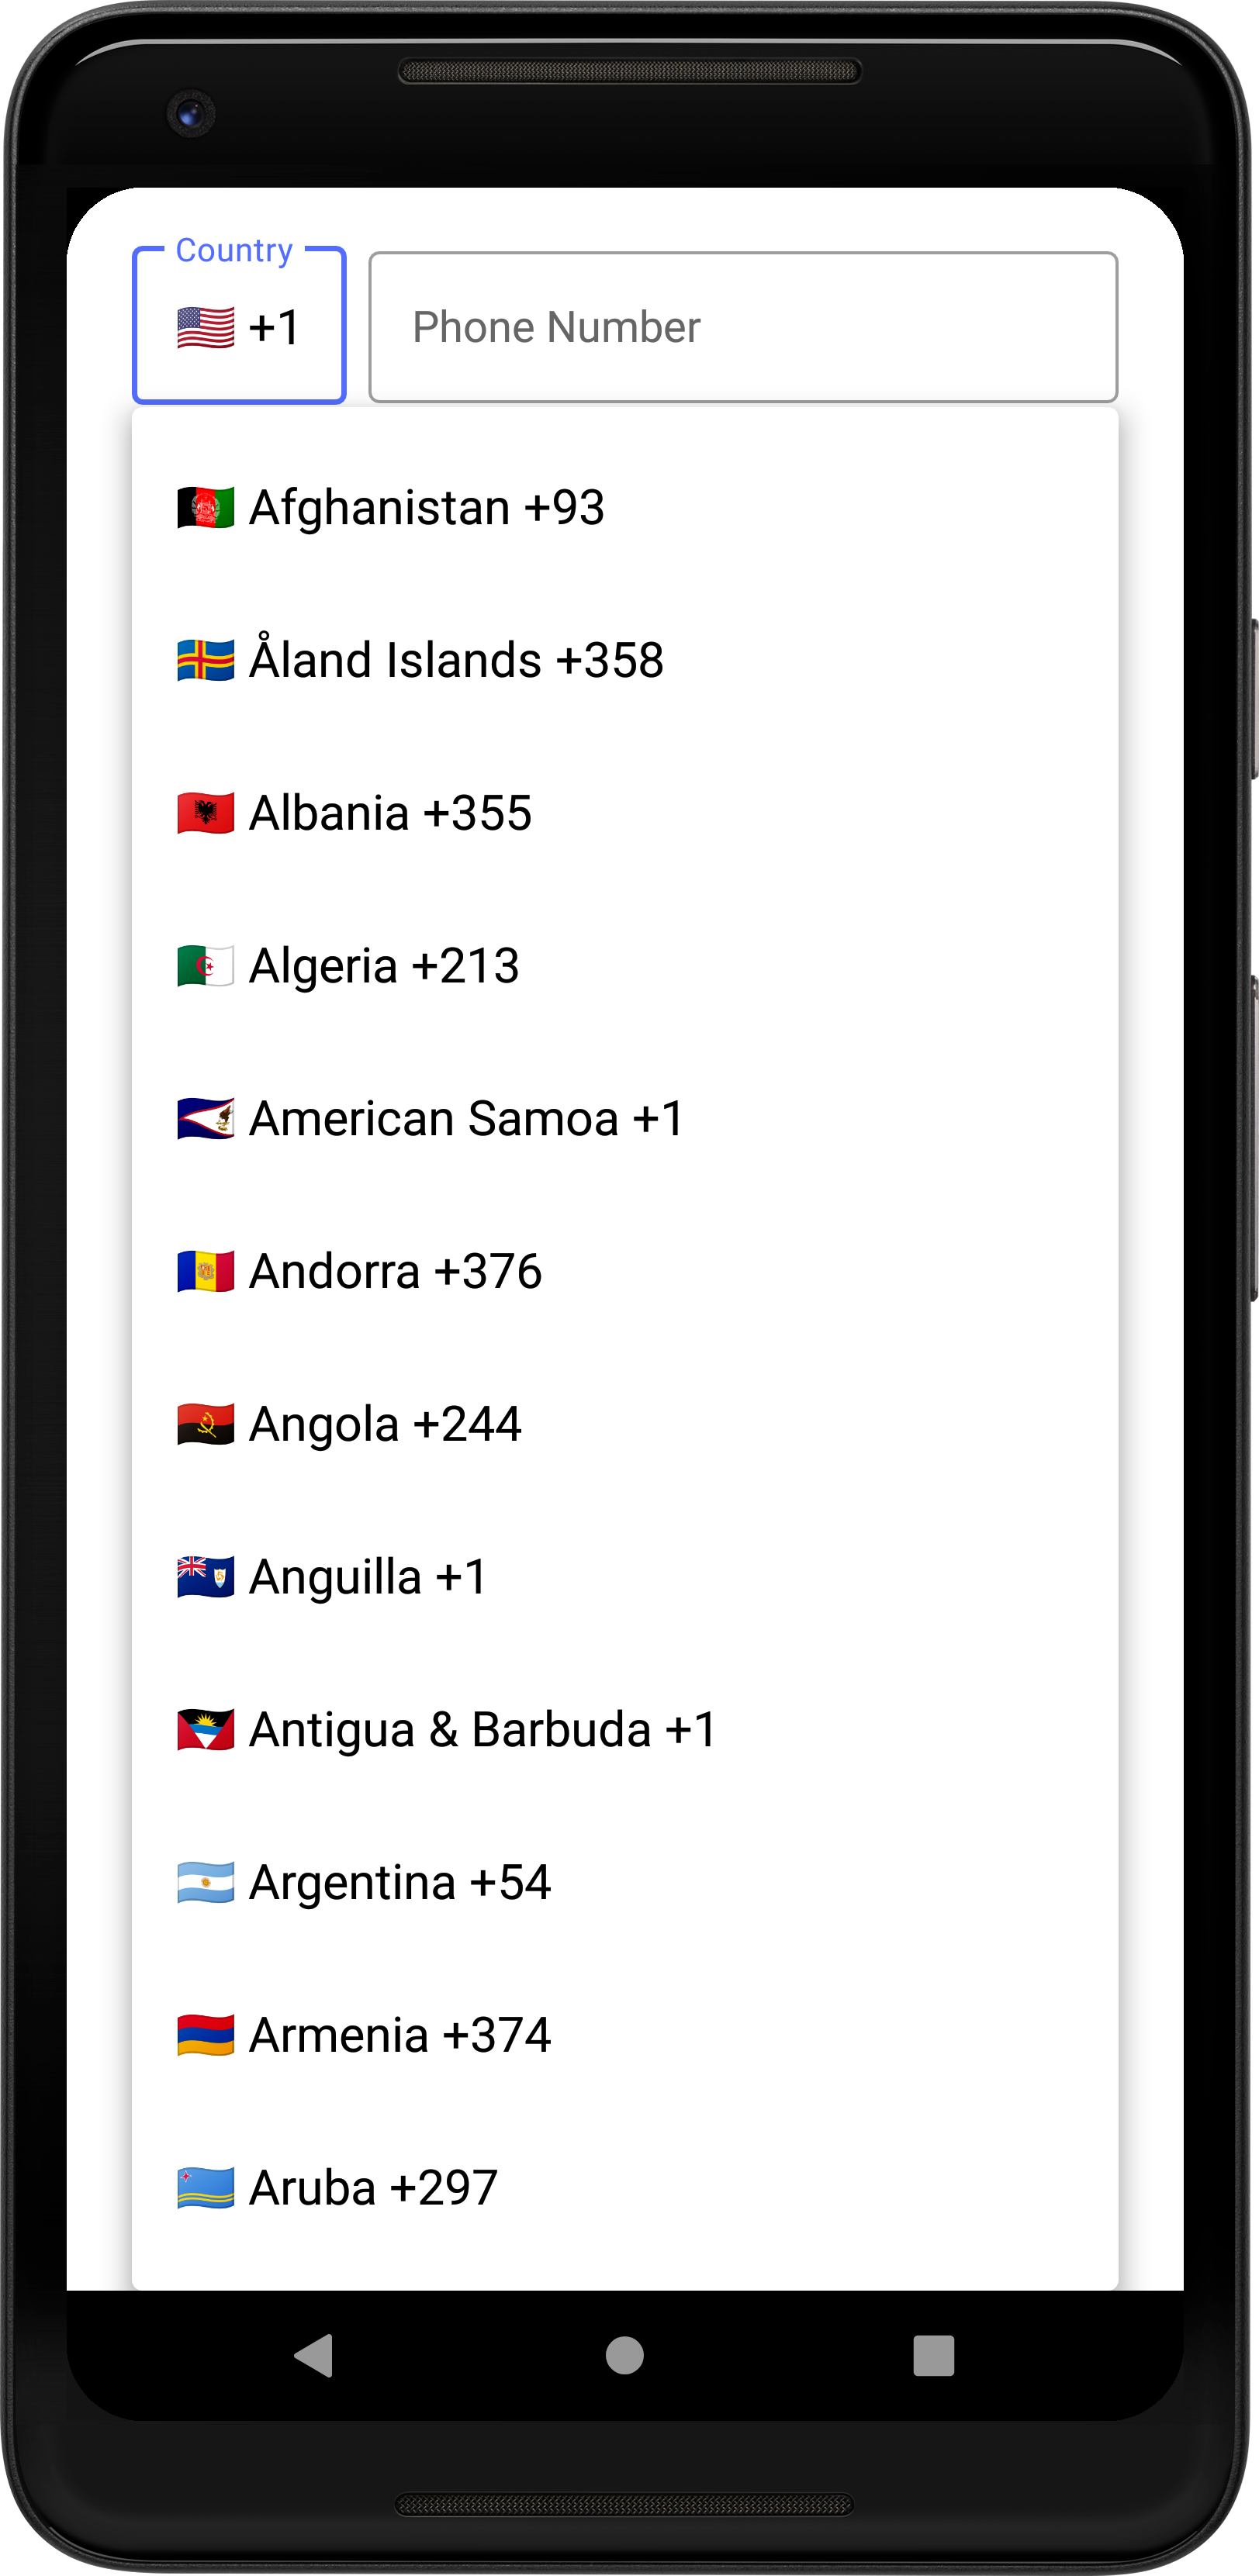 Country
+1
Phone Number
Afghanistan +93
Åland Islands +358
Albania +355
Algeria +213
American Samoa +1
Andorra +376
Angola +244
Anguilla +1
Antigua & Barbuda +1
Argentina +54
Armenia +374
Aruba +297